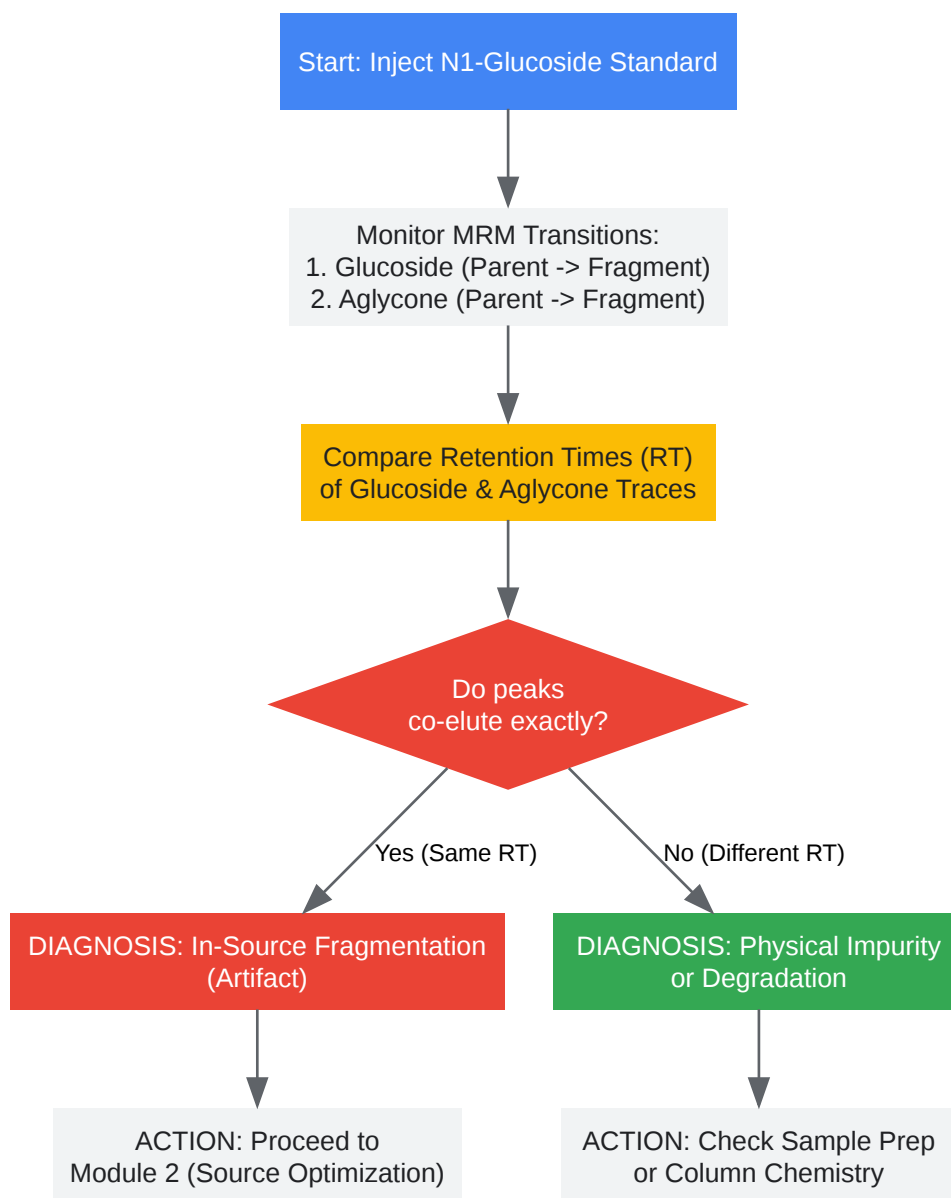 Start: Inject N1-Glucoside Standard
Monitor MRM Transitions:
1. Glucoside (Parent -> Fragment)
2. Aglycone (Parent -> Fragment)
Compare Retention Times (RT)
of Glucoside & Aglycone Traces
Do peaks
co-elute exactly?
Yes (Same RT)
No (Different RT)
DIAGNOSIS: In-Source Fragmentation
(Artifact)
DIAGNOSIS: Physical Impurity
or Degradation
ACTION: Proceed to
Module 2 (Source Optimization)
ACTION: Check Sample Prep
or Column Chemistry